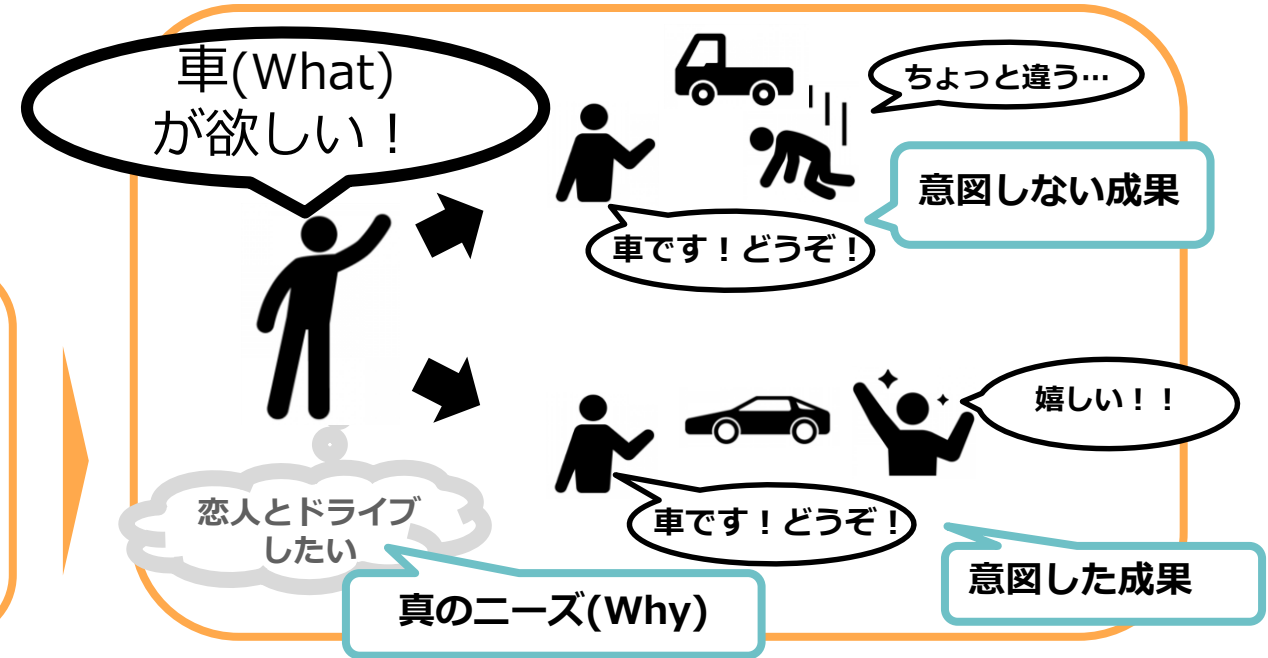 車(What)
が欲しい！
ちょっと違う…
意図しない成果
車です！どうぞ！
嬉しい！！
車です！どうぞ！
意図した成果
恋人とドライブ
したい
真のニーズ(Why)